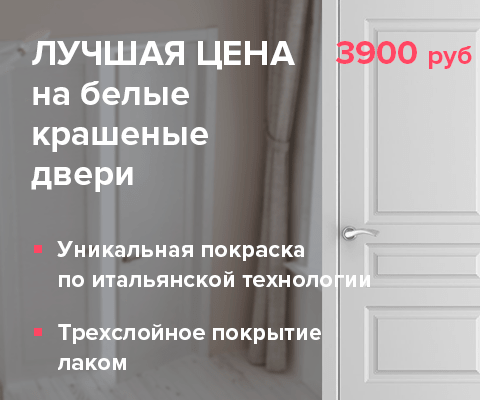 ЛУЧШАЯ ЦЕНА 3900 руб
на белые
крашеные
двери
Уникальная покраска
по итальянской технологии
Трехслойное покрытие
лаком